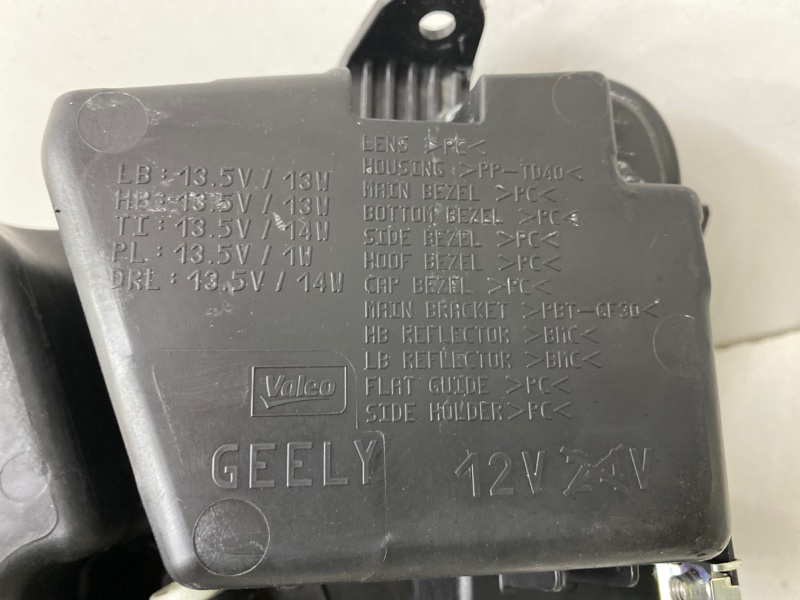 LB: 13.5V / 13W
HB: 13.5V / 13W
TI: 13.5V / 14W
PL: 13.5V / 1W
DRL: 13.5V / 14W
LENS >PC<
HOUSING >PP-TD40<
MAIN BEZEL >PC<
BOTTOM BEZEL >PC<
SIDE BEZEL >PC<
HOOF BEZEL >PC<
CAP BEZEL >PC<
MAIN BRACKET >PBT-GF30<
HB REFLECTOR >BMC<
LB REFLECTOR >BMC<
FLAT GUIDE >PC<
SIDE HOLDER >PC<
Valeo
GEELY
12V 24V